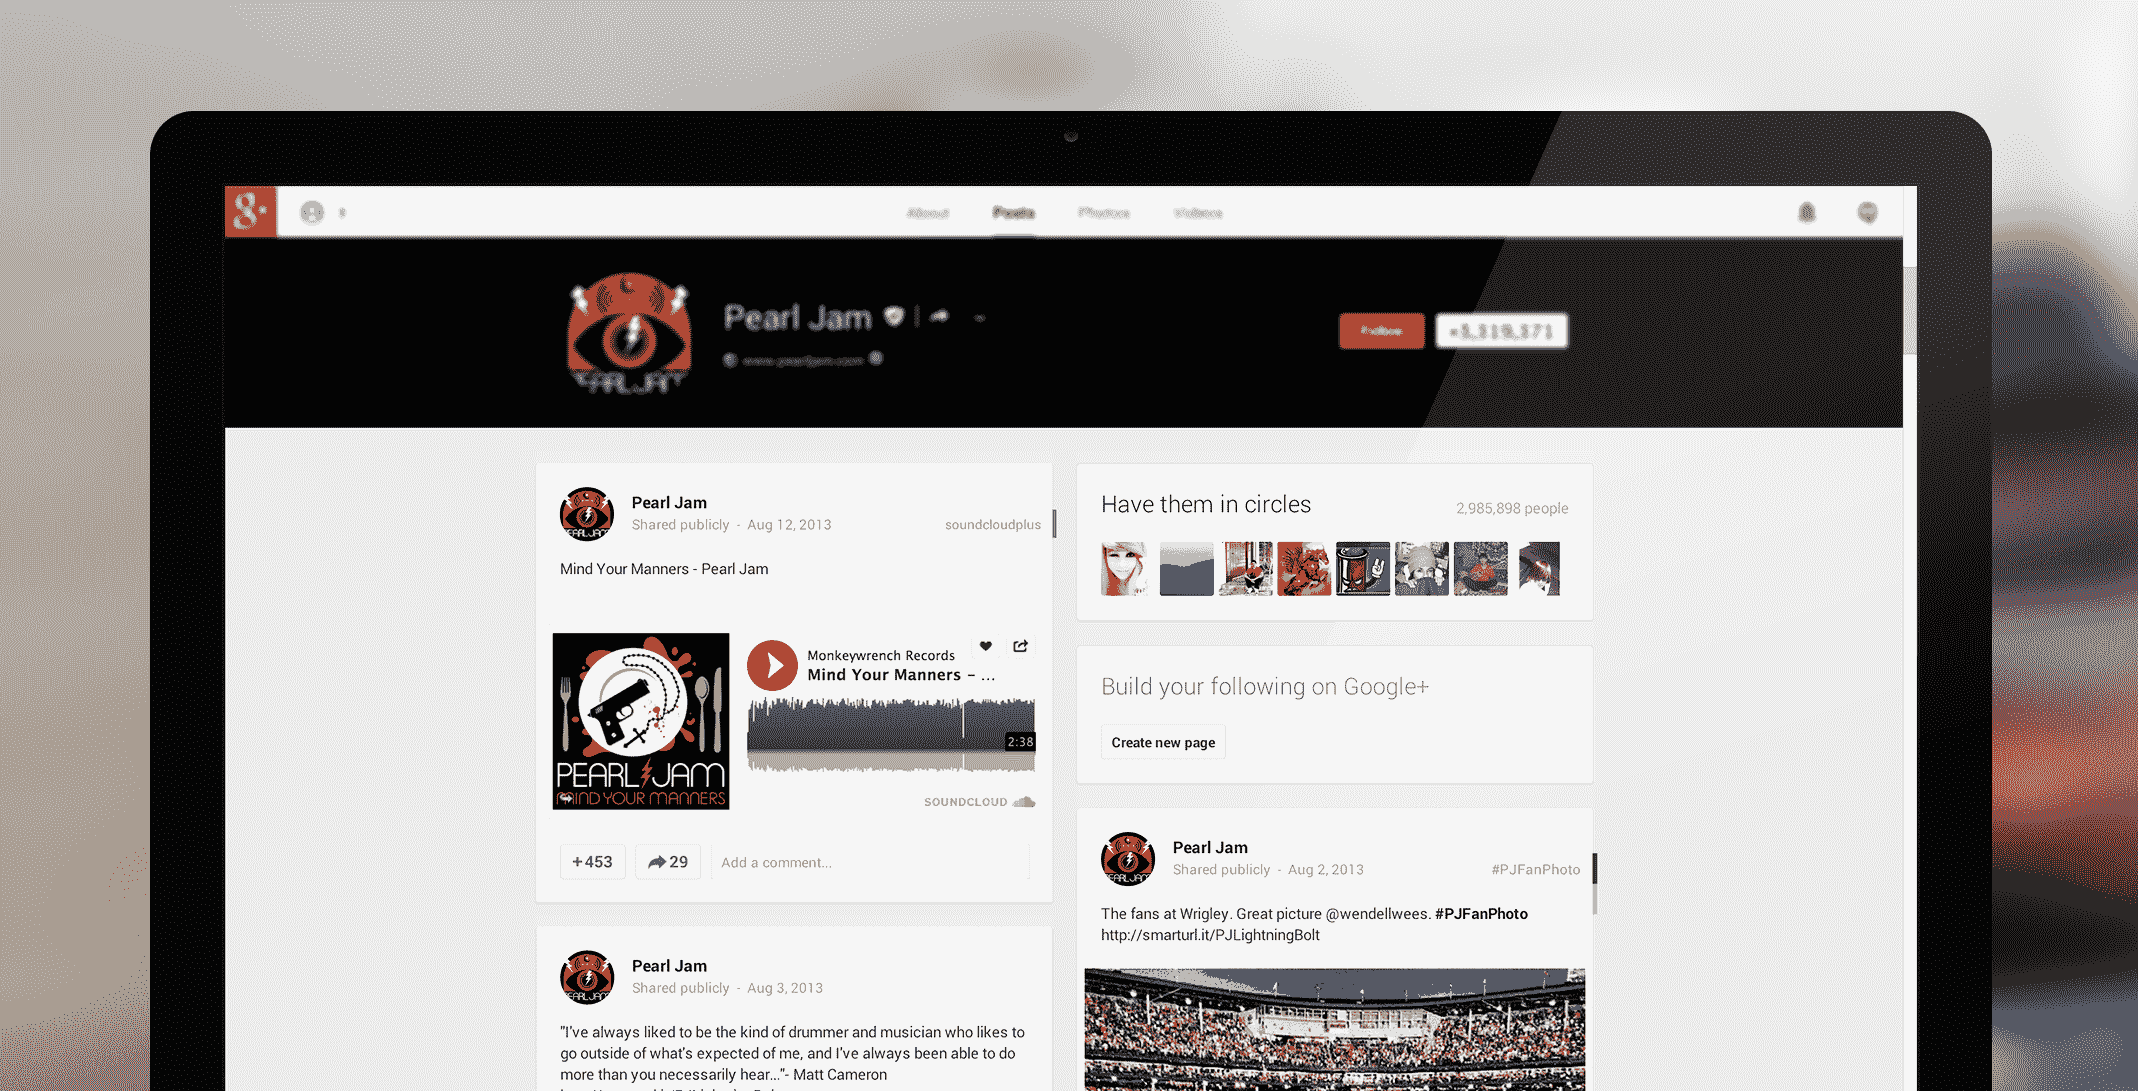 8+
About Posts Photos Videos
Pearl Jam
www.pearljam.com
Follow
PEARL JAM
Pearl Jam
Shared publicly - Aug 12, 2013
soundcloudplus
Mind Your Manners - Pearl Jam
PEARL JAM
MIND YOUR MANNERS
Monkeywrench Records
Mind Your Manners – ...
2:38
SOUNDCLOUD
+453
29
Add a comment...
Pearl Jam
Shared publicly - Aug 3, 2013
"I've always liked to be the kind of drummer and musician who likes to
go outside of what's expected of me, and I've always been able to do
more than you necessarily hear..."- Matt Cameron
Have them in circles
2,985,898 people
Build your following on Google+
Create new page
Pearl Jam
Shared publicly - Aug 2, 2013
#PJFanPhoto
The fans at Wrigley. Great picture @wendellwees. #PJFanPhoto
http://smarturl.it/PJLightningBolt